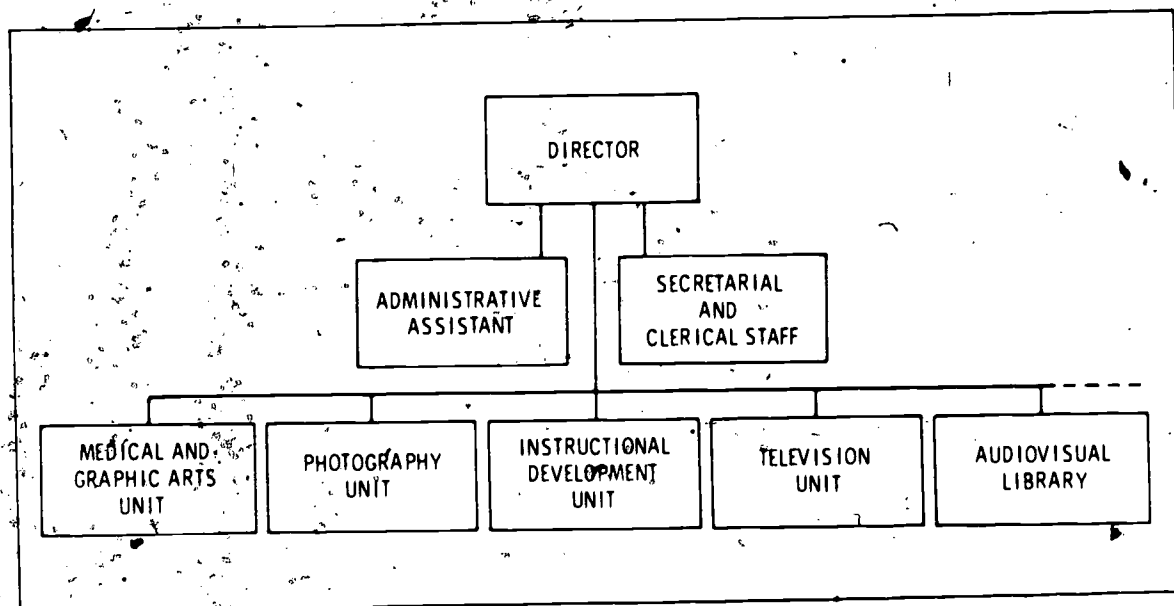 DIRECTOR
ADMINISTRATIVE
ASSISTANT
SECRETARIAL
AND
CLERICAL STAFF
MEDICAL AND
GRAPHIC ARTS
UNIT
PHOTOGRAPHY
UNIT
INSTRUCTIONAL
DEVELOPMENT
UNIT
TELEVISION
UNIT
AUDIOVISUAL
LIBRARY